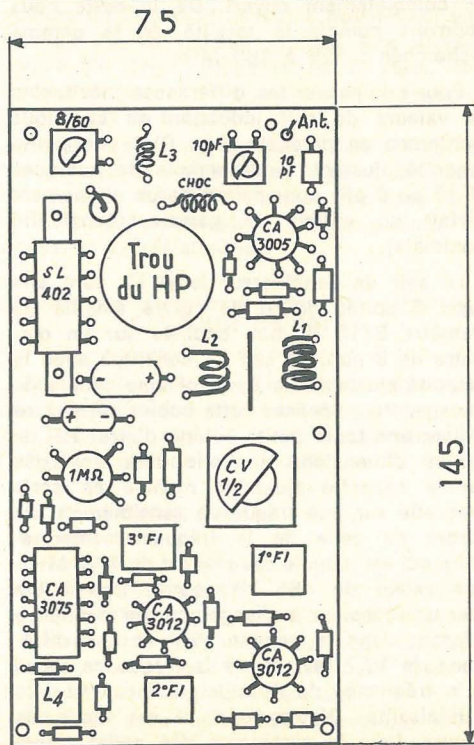 75
8/60
L3
10pF
Ant.
10
PF
CHOC
CA
3005
SL
402
Trou
du HP
L2
L1
145
1MΩ
CV
1/2
3°FI
1°FI
CA
3075
CA
3012
CA
3012
L4
2°FI